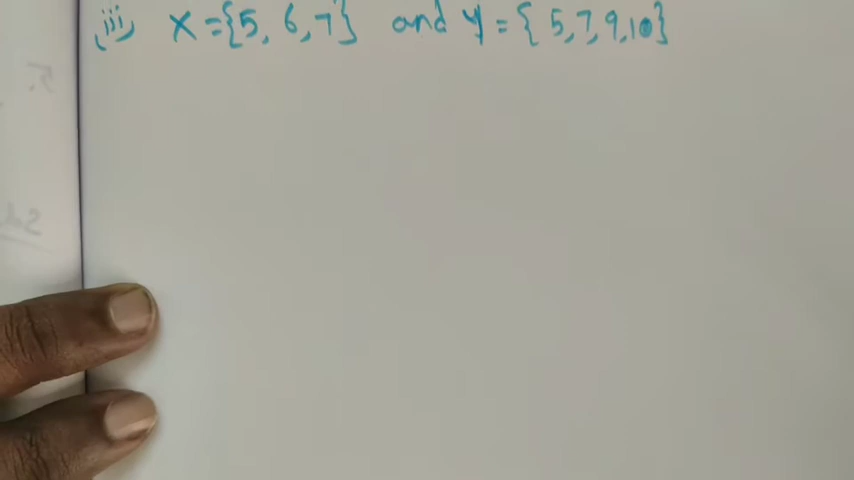 (iii) X = {5, 6, 7} and Y = { 5, 7, 9, 10}